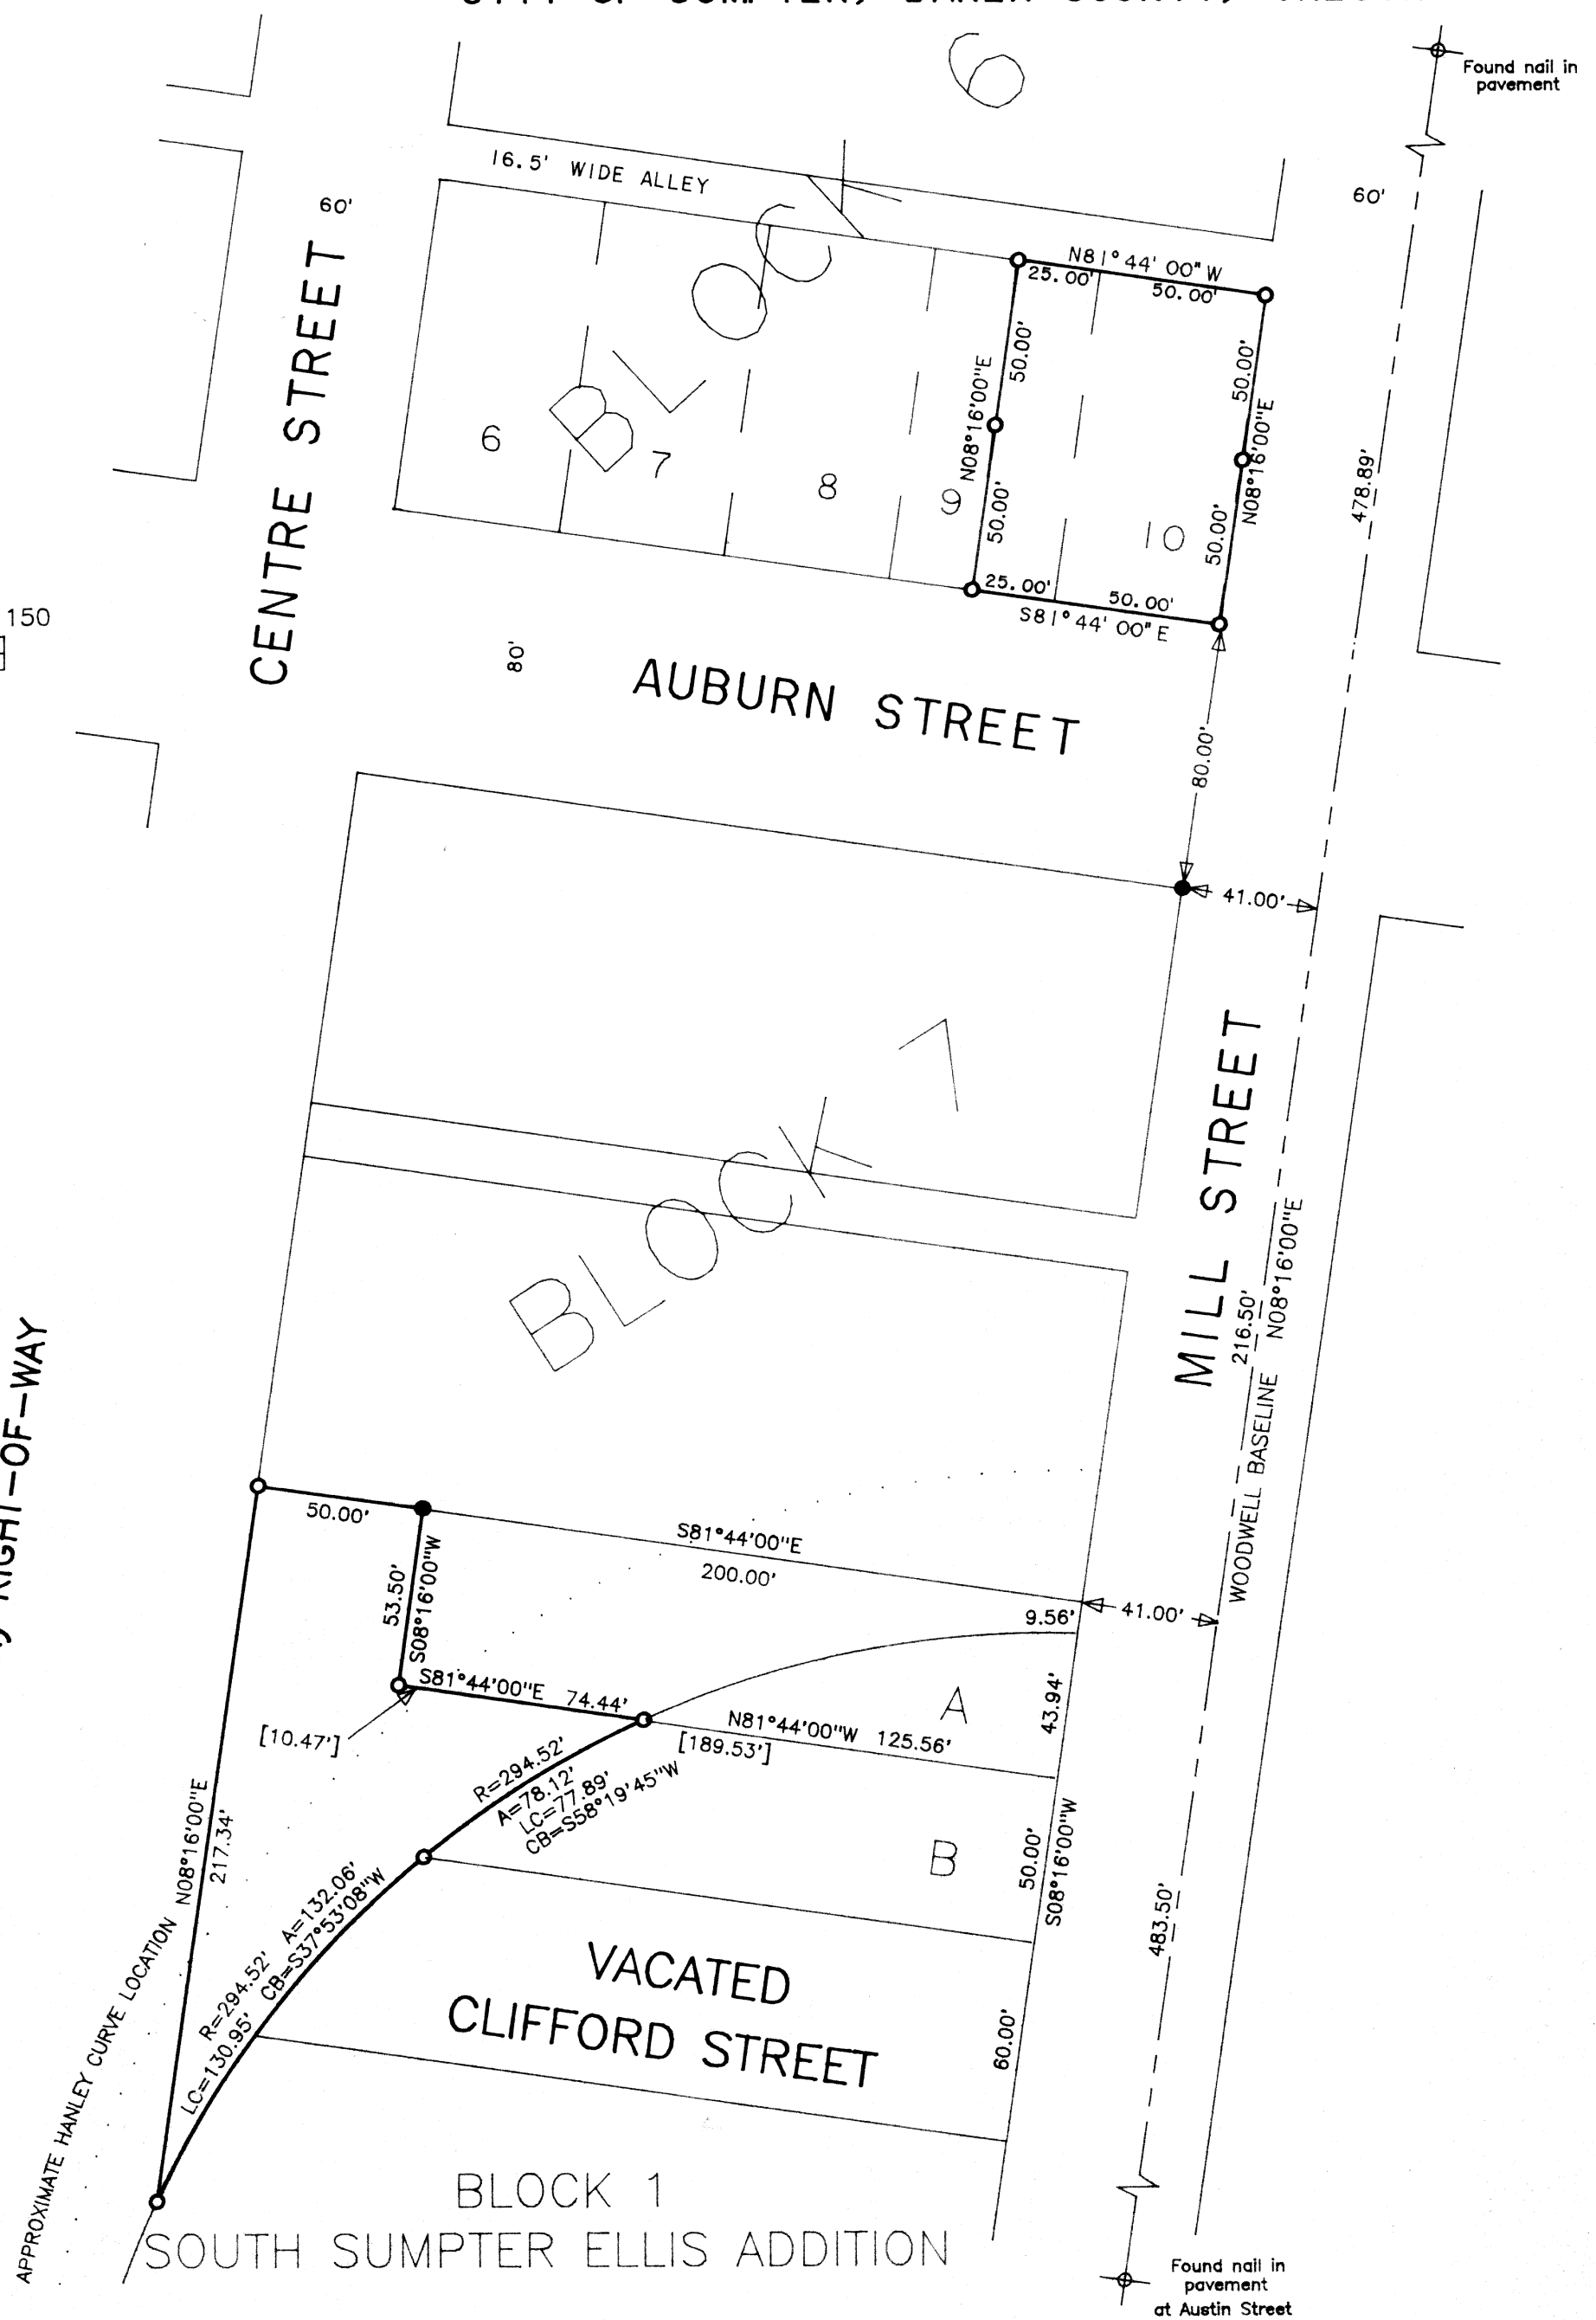 Found nail in
pavement
6
16.5' WIDE ALLEY
60'
60'
CENTRE STREET
BLOCK
N81°44'00"W
25.00'
50.00'
50.00'
N08°16'00"E
50.00'
50.00'
N08°16'00"E
50.00'
6
7
8
9
10
478.89'
25.00'
50.00'
S81°44'00"E
150
80'
AUBURN STREET
80.00'
41.00'
BLOCK 7
MILL STREET
216.50'
WOODWELL BASELINE N08°16'00"E
RIGHT-OF-WAY
50.00'
S81°44'00"E
200.00'
53.50'
S08°16'00"W
9.56'
41.00'
S81°44'00"E 74.44'
[10.47']
A
43.94'
N81°44'00"W 125.56'
[189.53']
R=294.52'
A=78.12'
LC=77.89'
CB=S58°19'45"W
N08°16'00"E
217.34'
B
50.00'
S08°16'00"W
483.50'
R=294.52' A=132.06'
LC=130.95' CB=S37°53'08"W
APPROXIMATE HANLEY CURVE LOCATION
VACATED
CLIFFORD STREET
60.00'
BLOCK 1
SOUTH SUMPTER ELLIS ADDITION
Found nail in
pavement
at Austin Street